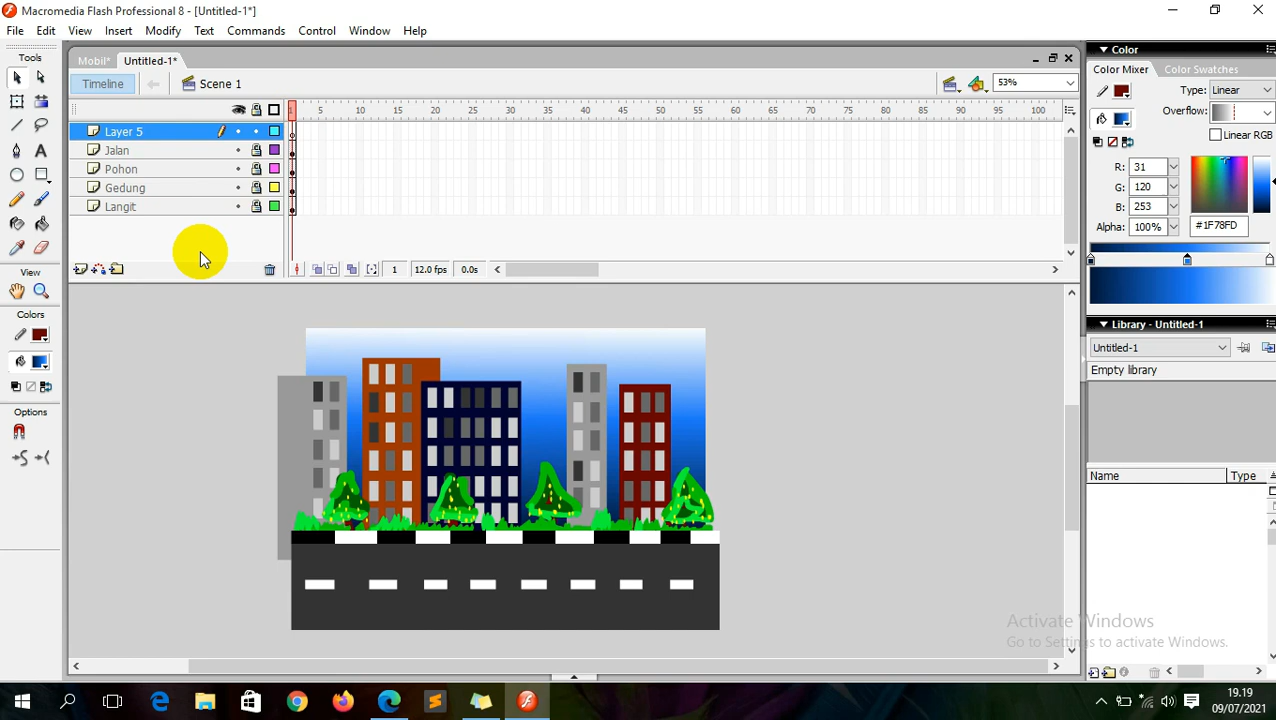 Macromedia Flash Professional 8 - [Untitled-1*]
File Edit View Insert Modify Text Commands Control Window Help
Tools
View
Colors
Options
Mobil* Untitled-1*
Timeline Scene 1 53%
1 5 10 15 20 25 30 35 40 45 50 55 60 65 70 75 80 85 90 95 100
Layer 5
Jalan
Pohon
Gedung
Langit
1 12.0 fps 0.0s
Color
Color Mixer Color Swatches
Type: Linear
Overflow:
Linear RGB
R: 31
G: 120
B: 253
Alpha: 100% #1F78FD
Library - Untitled-1
Untitled-1
Empty library
Name Type
Activate Windows
Go to Settings to activate Windows.
19.19
09/07/2021